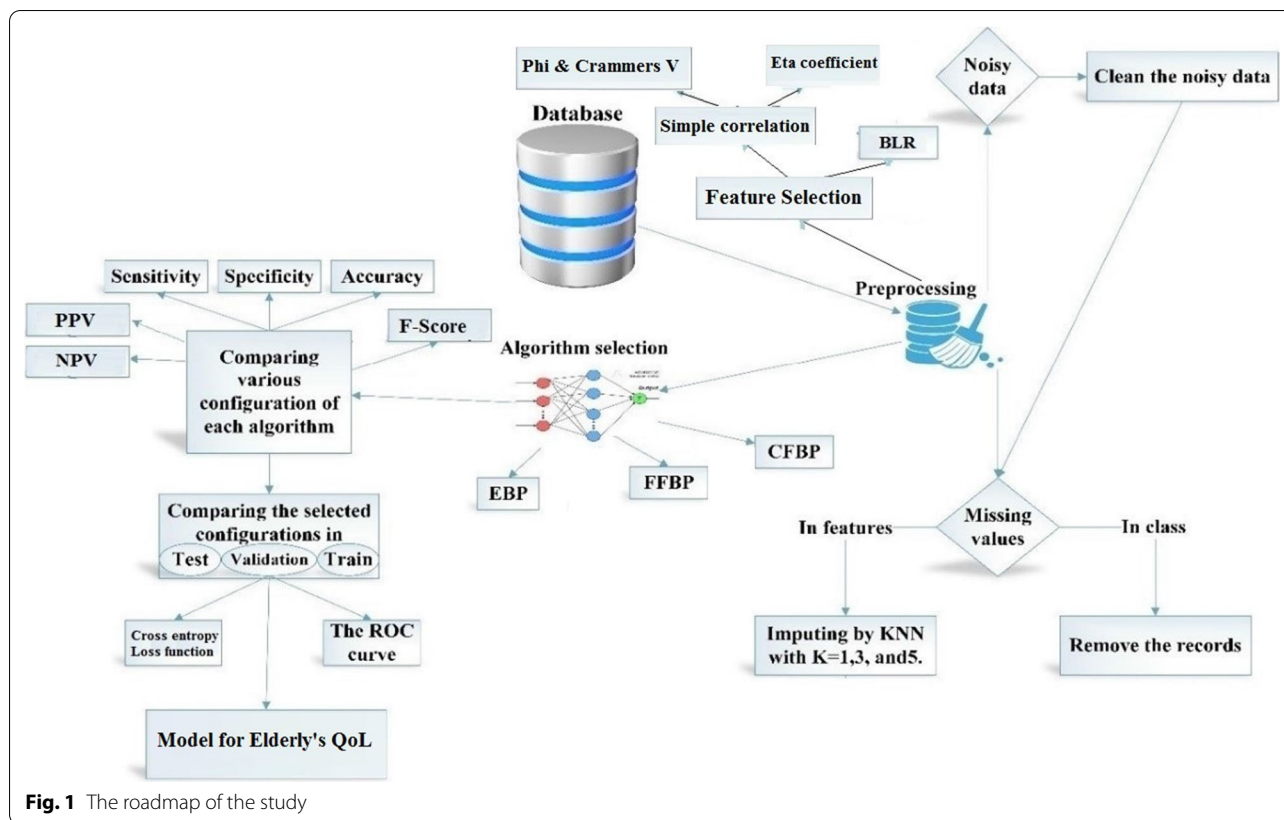 Phi & Crammers V
Eta coefficient
Noisy
data
Clean the noisy data
Database
Simple correlation
BLR
Feature Selection
Preprocessing
Sensitivity
Specificity
Accuracy
PPV
NPV
F-Score
Comparing
various
configuration of
each algorithm
Algorithm selection
Output
CFBP
FFBP
EBP
Comparing the selected
configurations in
Test
Validation
Train
Cross entropy
Loss function
The ROC
curve
Model for Elderly's QoL
In features
Missing
values
In class
Imputing by KNN
with K=1,3, and5.
Remove the records
Fig. 1 The roadmap of the study